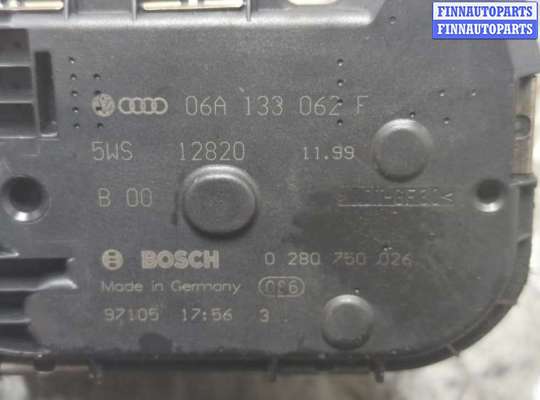 FINNAUTOPARTS
FINNAUTOPARTS
06A 133 062 F
5WS 12820 11.99
B 00
BOSCH 0 280 750 026
Made in Germany
97105 17:56 3